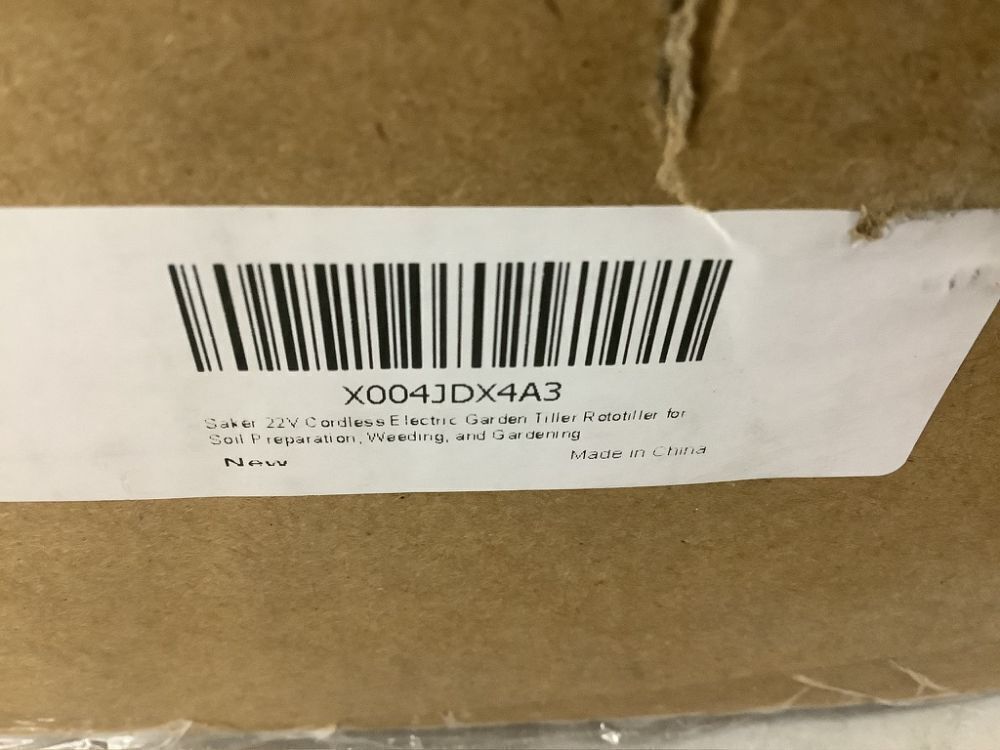 X004JDX4A3
Saker 22V Cordless Electric Garden Tiller Rototiller for
Soil Preparation, Weeding, and Gardening
New
Made in China